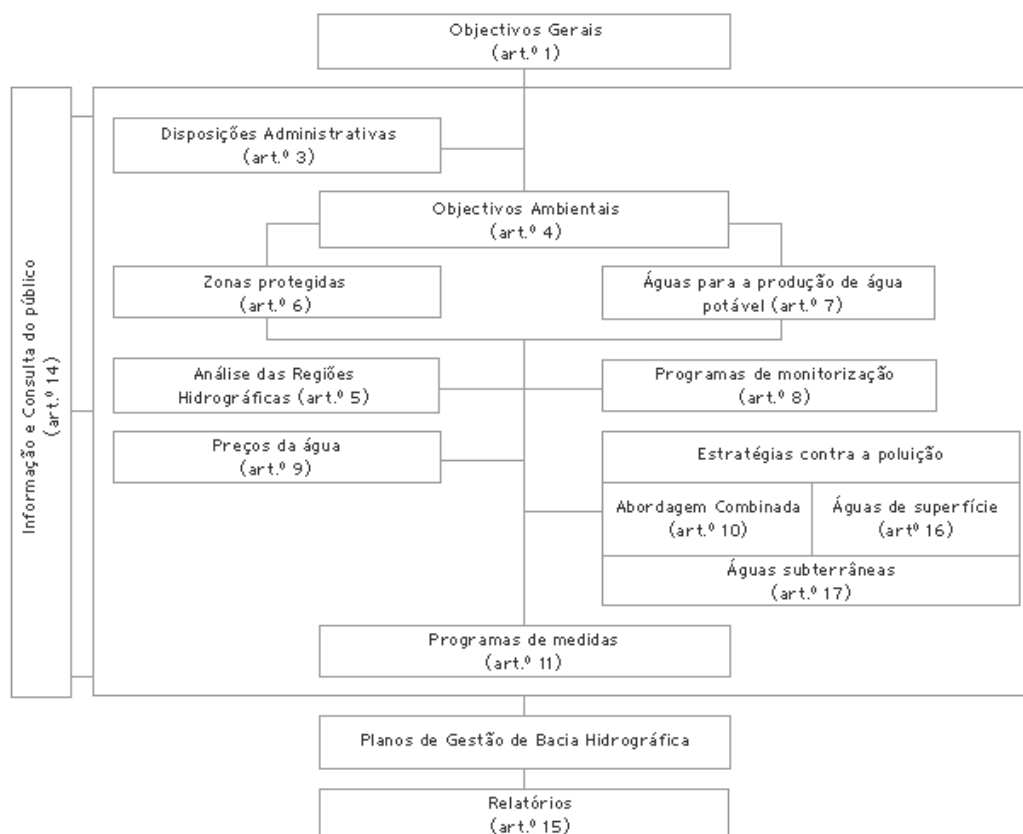 Objectivos Gerais
(art.º 1)
Informação e Consulta do público
(art.º 14)
Disposições Administrativas
(art.º 3)
Objectivos Ambientais
(art.º 4)
Zonas protegidas
(art.º 6)
Águas para a produção de água
potável (art.º 7)
Análise das Regiões
Hidrográficas (art.º 5)
Programas de monitorização
(art.º 8)
Preços da água
(art.º 9)
Estratégias contra a poluição
Abordagem Combinada
(art.º 10)
Águas de superfície
(artº 16)
Águas subterrâneas
(art.º 17)
Programas de medidas
(art.º 11)
Planos de Gestão de Bacia Hidrográfica
Relatórios
(art.º 15)